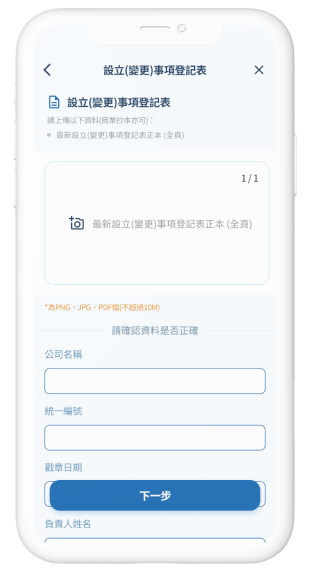 設立(變更)事項登記表
設立(變更)事項登記表
請上傳以下資料(商業抄本亦可)：
最新設立(變更)事項登記表正本 (全頁)
1/1
最新設立(變更)事項登記表正本 (全頁)
*為PNG、JPG、PDF檔(不超過10M)
請確認資料是否正確
公司名稱
統一編號
戳章日期
下一步
負責人姓名